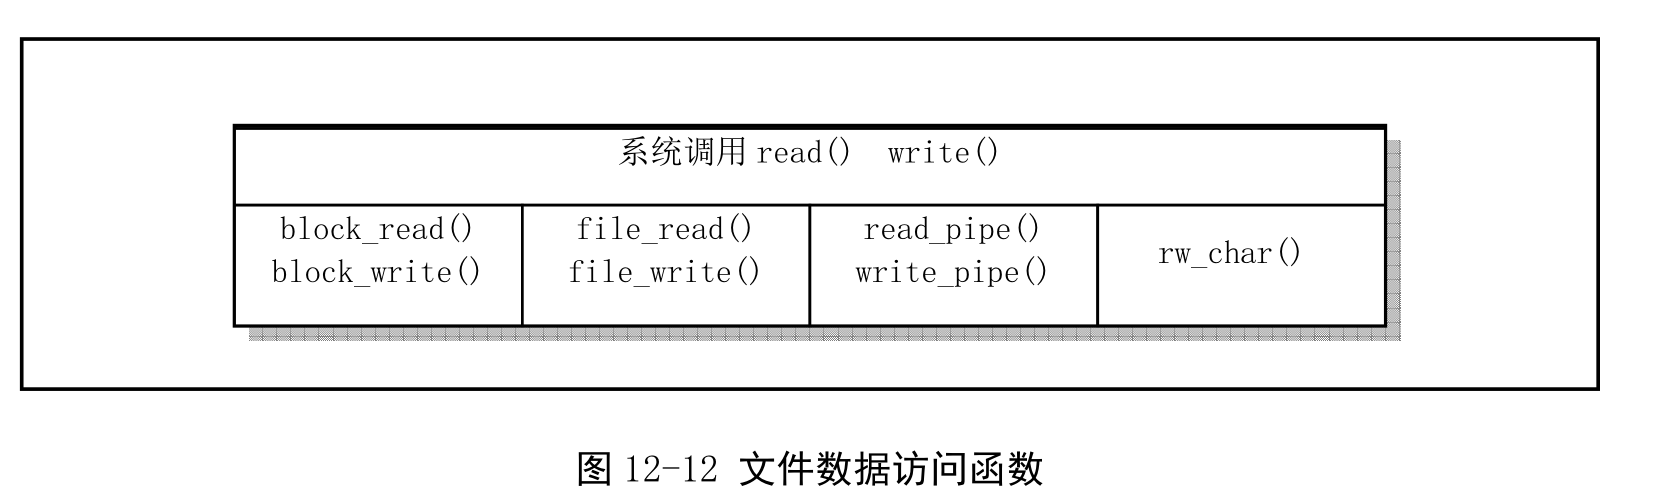 系统调用 read()  write()
block_read()
block_write()
file_read()
file_write()
read_pipe()
write_pipe()
rw_char()
图 12-12 文件数据访问函数